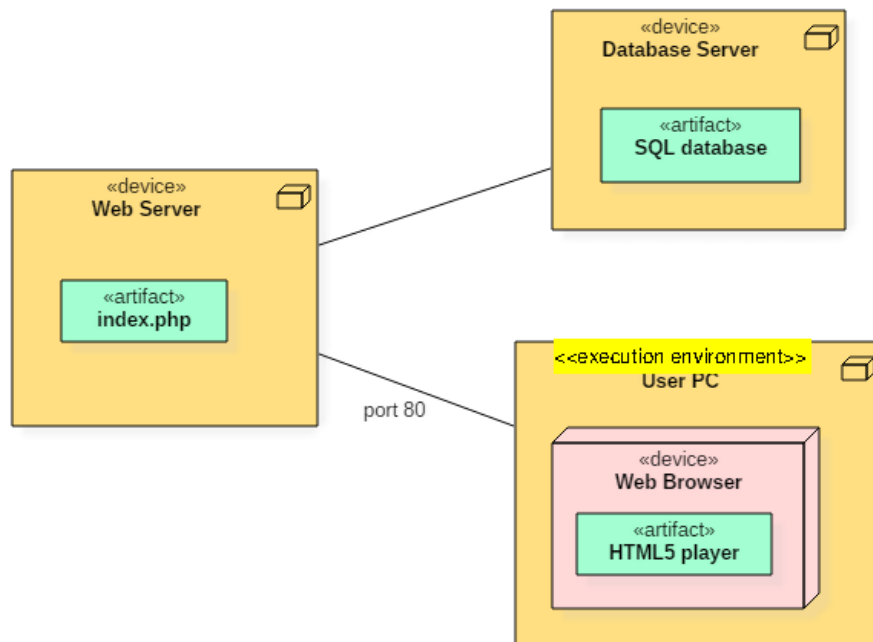 «device»
Database Server
«artifact»
SQL database
«device»
Web Server
«artifact»
index.php
port 80
<<execution environment>>
User PC
«device»
Web Browser
«artifact»
HTML5 player